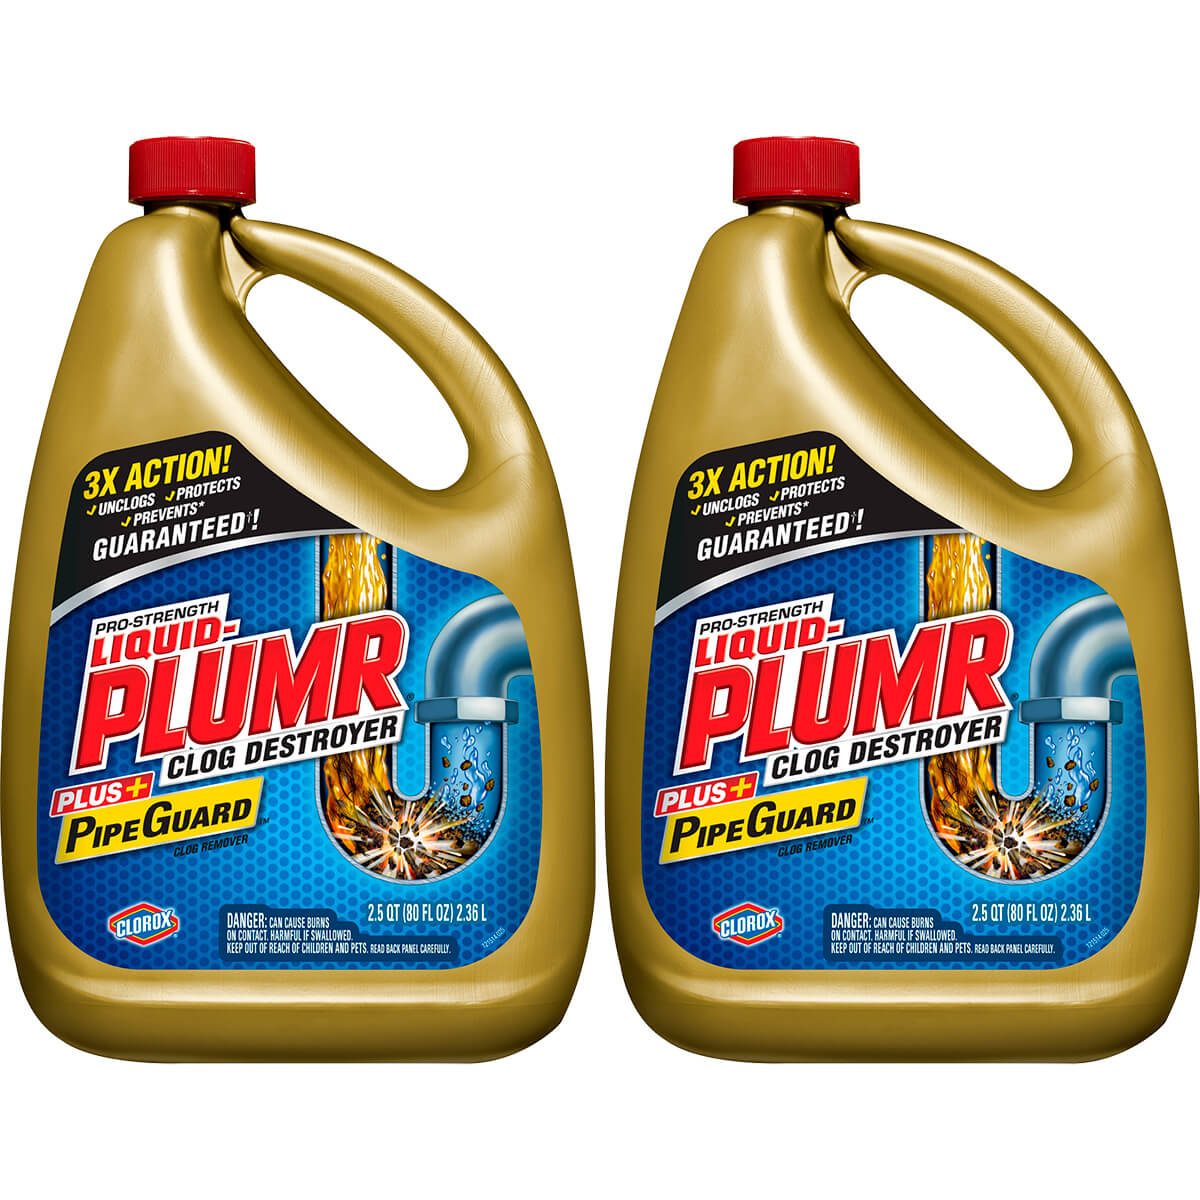 3X ACTION!
✓UNCLOGS ✓PROTECTS
✓PREVENTS*
GUARANTEED†!
PRO-STRENGTH
LIQUID-
PLUMR®
CLOG DESTROYER
PLUS+
PIPEGUARD™
CLOG REMOVER
CLOROX®
DANGER: CAN CAUSE BURNS
ON CONTACT. HARMFUL IF SWALLOWED.
KEEP OUT OF REACH OF CHILDREN AND PETS. READ BACK PANEL CAREFULLY.
2.5 QT (80 FL OZ) 2.36 L
3X ACTION!
✓UNCLOGS ✓PROTECTS
✓PREVENTS*
GUARANTEED†!
PRO-STRENGTH
LIQUID-
PLUMR®
CLOG DESTROYER
PLUS+
PIPEGUARD™
CLOG REMOVER
CLOROX®
DANGER: CAN CAUSE BURNS
ON CONTACT. HARMFUL IF SWALLOWED.
KEEP OUT OF REACH OF CHILDREN AND PETS. READ BACK PANEL CAREFULLY.
2.5 QT (80 FL OZ) 2.36 L